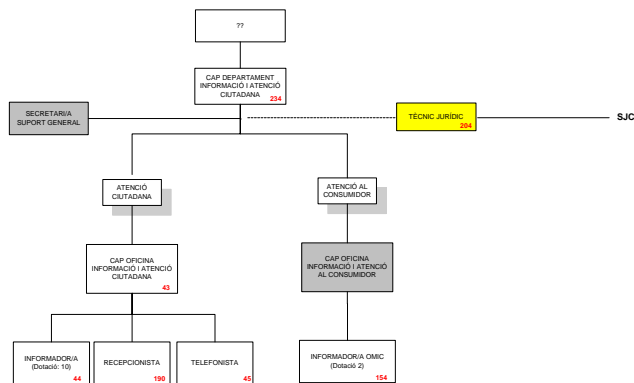 ??
CAP DEPARTAMENT
INFORMACIÓ I ATENCIÓ
CIUTADANA
234
SECRETARI/A
SUPORT GENERAL
TÈCNIC JURÍDIC
204
SJC
ATENCIÓ
CIUTADANA
ATENCIÓ AL
CONSUMIDOR
CAP OFICINA
INFORMACIÓ I ATENCIÓ
CIUTADANA
43
CAP OFICINA
INFORMACIÓ I ATENCIÓ
AL CONSUMIDOR
INFORMADOR/A
(Dotació: 10)
44
RECEPCIONISTA
190
TELEFONISTA
45
INFORMADOR/A OMIC
(Dotació 2)
154